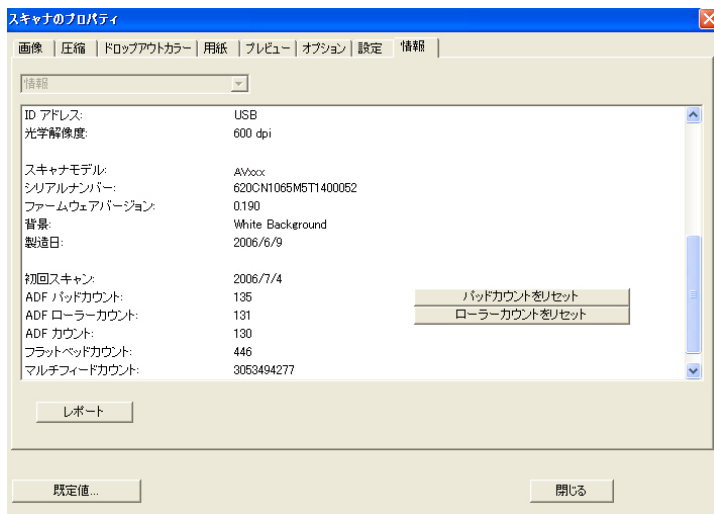 スキャナのプロパティ
画像 圧縮 ドロップアウトカラー 用紙 プレビュー オプション 設定 情報
情報
ID アドレス: USB
光学解像度: 600 dpi
スキャナモデル: AVxxx
シリアルナンバー: 620CN1065M5T1400052
ファームウェアバージョン: 0.190
背景: White Background
製造日: 2006/6/9
初回スキャン: 2006/7/4
ADF パッドカウント: 135 パッドカウントをリセット
ADF ローラーカウント: 131 ローラーカウントをリセット
ADF カウント: 130
フラットベッドカウント: 446
マルチフィードカウント: 3053494277
レポート
既定値... 閉じる